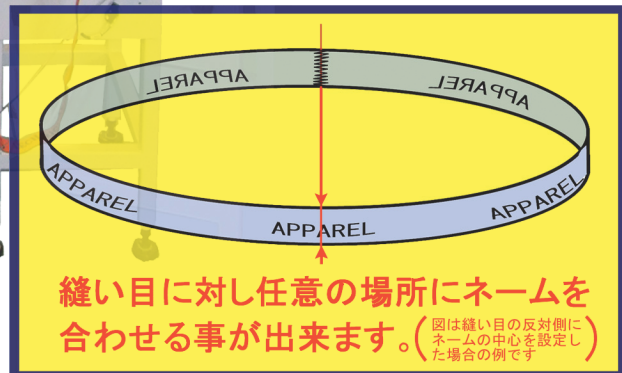 APPAREL APPAREL
APPAREL APPAREL APPAREL
縫い目に対し任意の場所にネームを
合わせる事が出来ます。
(図は縫い目の反対側に
ネームの中心を設定し
た場合の例です)